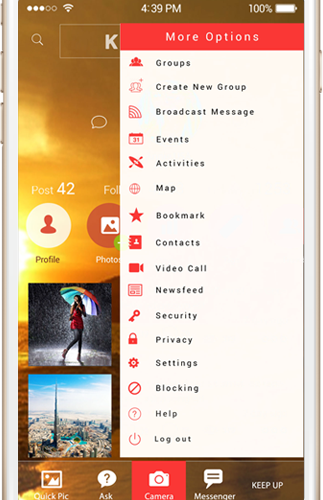 4:39 PM 100%
K
More Options
Groups
Create New Group
Broadcast Message
31 Events
Activities
Map
Bookmark
Contacts
Video Call
Newsfeed
Security
Privacy
Settings
Blocking
? Help
Log out
Post 42 Foll
Profile
Photos
Quick Pic
? Ask
Camera
Messenger
KEEP UP